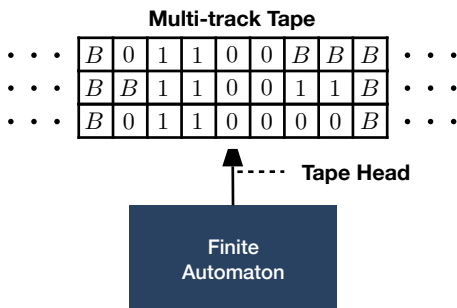 Multi-track Tape
· · · B 0 1 1 0 0 B B B · · ·
· · · B B 1 1 0 0 1 1 B · · ·
· · · B 0 1 1 0 0 0 0 B · · ·
Tape Head
Finite
Automaton